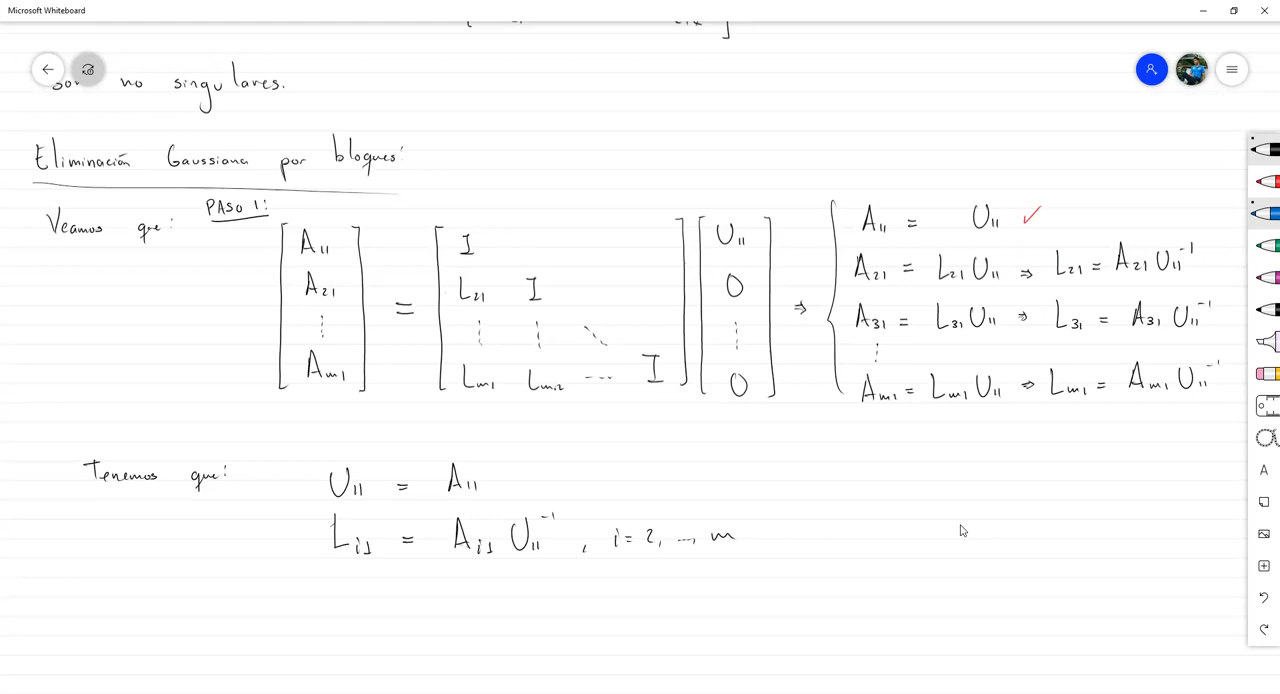 Microsoft Whiteboard
son no singulares.
Eliminación Gaussiana por bloques:
Veamos que: PASO 1:
[ A11 A21 ⋮ Am1 ] = [ I ; L21 I ; ⋮ ⋮ ⋱ ; Lm1 Lm2 --- I ] [ U11 0 ⋮ 0 ] ⇒ {
A11 = U11 ✓
A21 = L21 U11 ⇒ L21 = A21 U11⁻¹
A31 = L31 U11 ⇒ L31 = A31 U11⁻¹
⋮
Am1 = Lm1 U11 ⇒ Lm1 = Am1 U11⁻¹
Tenemos que: U11 = A11
Li1 = Ai1 U11⁻¹, i = 2, ..., m
A